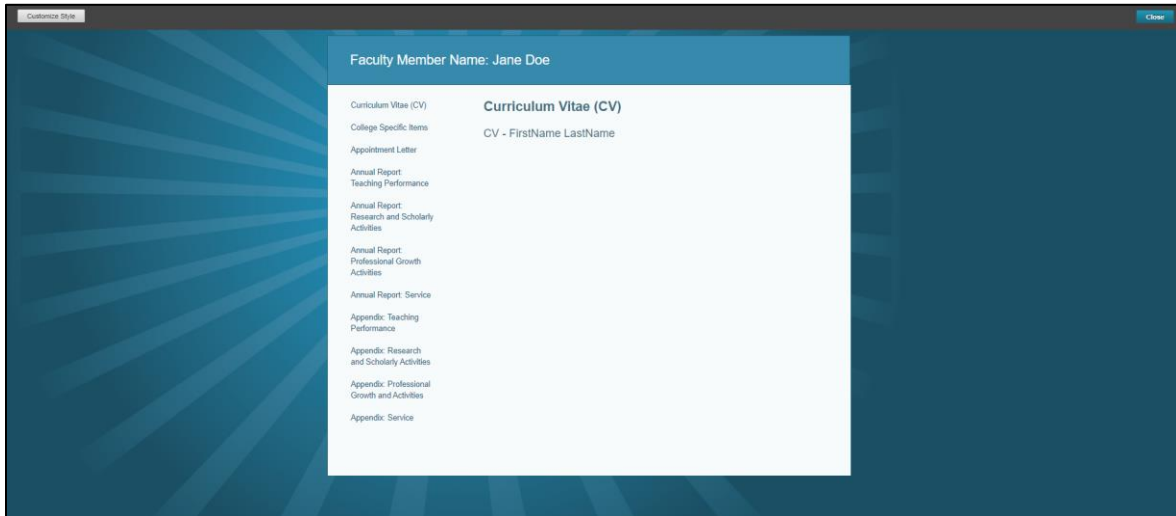 Customize Style
Close
Faculty Member Name: Jane Doe
Curriculum Vitae (CV)
College Specific Items
Appointment Letter
Annual Report:
Teaching Performance
Annual Report:
Research and Scholarly
Activities
Annual Report:
Professional Growth
Activities
Annual Report: Service
Appendix: Teaching
Performance
Appendix: Research
and Scholarly Activities
Appendix: Professional
Growth and Activities
Appendix: Service
Curriculum Vitae (CV)
CV - FirstName LastName